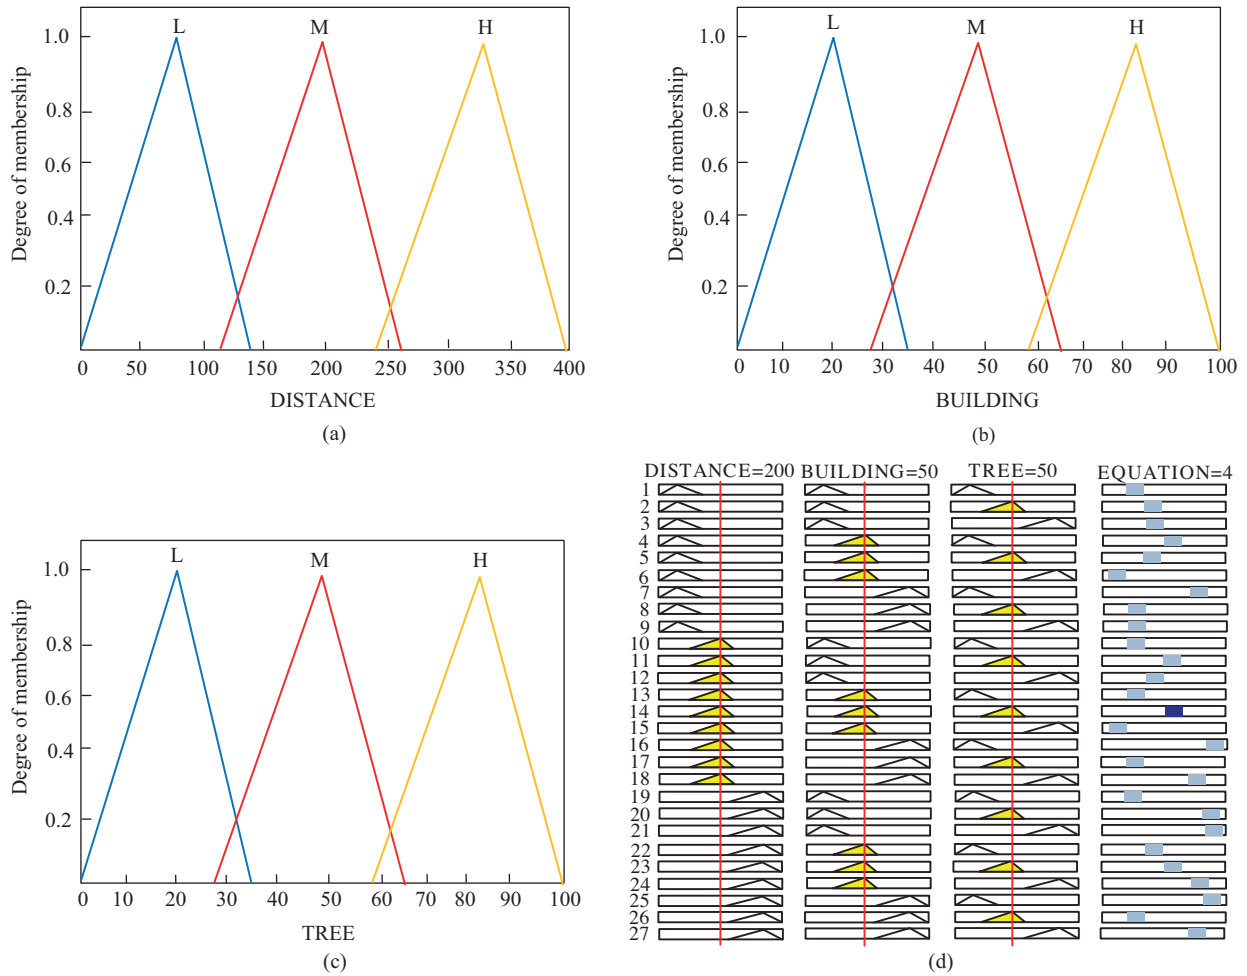 L M H
1.0
0.8
0.6
0.4
0.2
Degree of membership
0 50 100 150 200 250 300 350 400
DISTANCE
(a)
L M H
1.0
0.8
0.6
0.4
0.2
Degree of membership
0 10 20 30 40 50 60 70 80 90 100
BUILDING
(b)
L M H
1.0
0.8
0.6
0.4
0.2
Degree of membership
0 10 20 30 40 50 60 70 80 90 100
TREE
(c)
DISTANCE=200 BUILDING=50 TREE=50 EQUATION=4
1
2
3
4
5
6
7
8
9
10
11
12
13
14
15
16
17
18
19
20
21
22
23
24
25
26
27
(d)